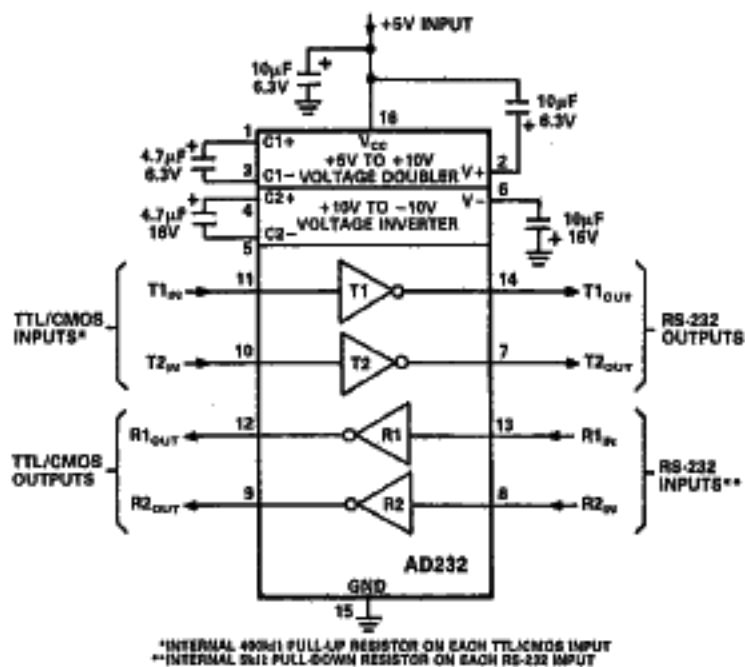 +5V INPUT
10µF
6.3V
+
10µF
6.3V
+
16
VCC
1
C1+
+5V TO +10V
VOLTAGE DOUBLER
V+
2
+
4.7µF
6.3V
3
C1−
C2+
+10V TO −10V
VOLTAGE INVERTER
V−
6
+
4.7µF
16V
4
C2−
5
10µF
16V
+
TTL/CMOS
INPUTS*
T1IN
11
T1
14
T1OUT
RS-232
OUTPUTS
T2IN
10
T2
7
T2OUT
TTL/CMOS
OUTPUTS
R1OUT
12
R1
13
R1IN
RS-232
INPUTS**
R2OUT
9
R2
8
R2IN
AD232
GND
15
*INTERNAL 400kΩ PULL-UP RESISTOR ON EACH TTL/CMOS INPUT
**INTERNAL 5kΩ PULL-DOWN RESISTOR ON EACH RS-232 INPUT